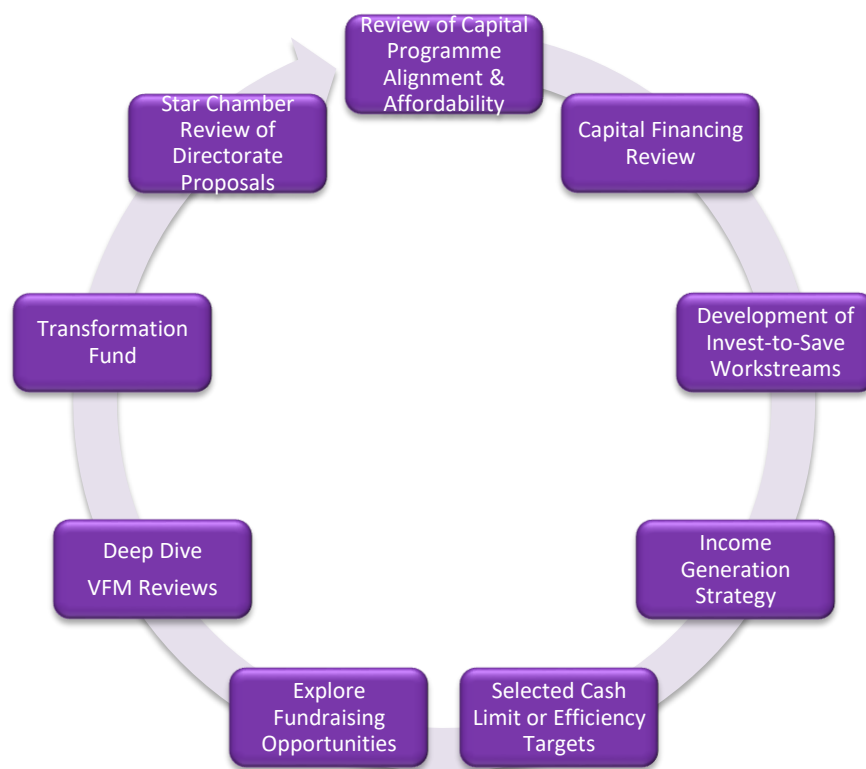 Review of Capital
Programme
Alignment &
Affordability
Capital Financing
Review
Development of
Invest-to-Save
Workstreams
Income
Generation
Strategy
Selected Cash
Limit or Efficiency
Targets
Explore
Fundraising
Opportunities
Deep Dive
VFM Reviews
Transformation
Fund
Star Chamber
Review of
Directorate
Proposals